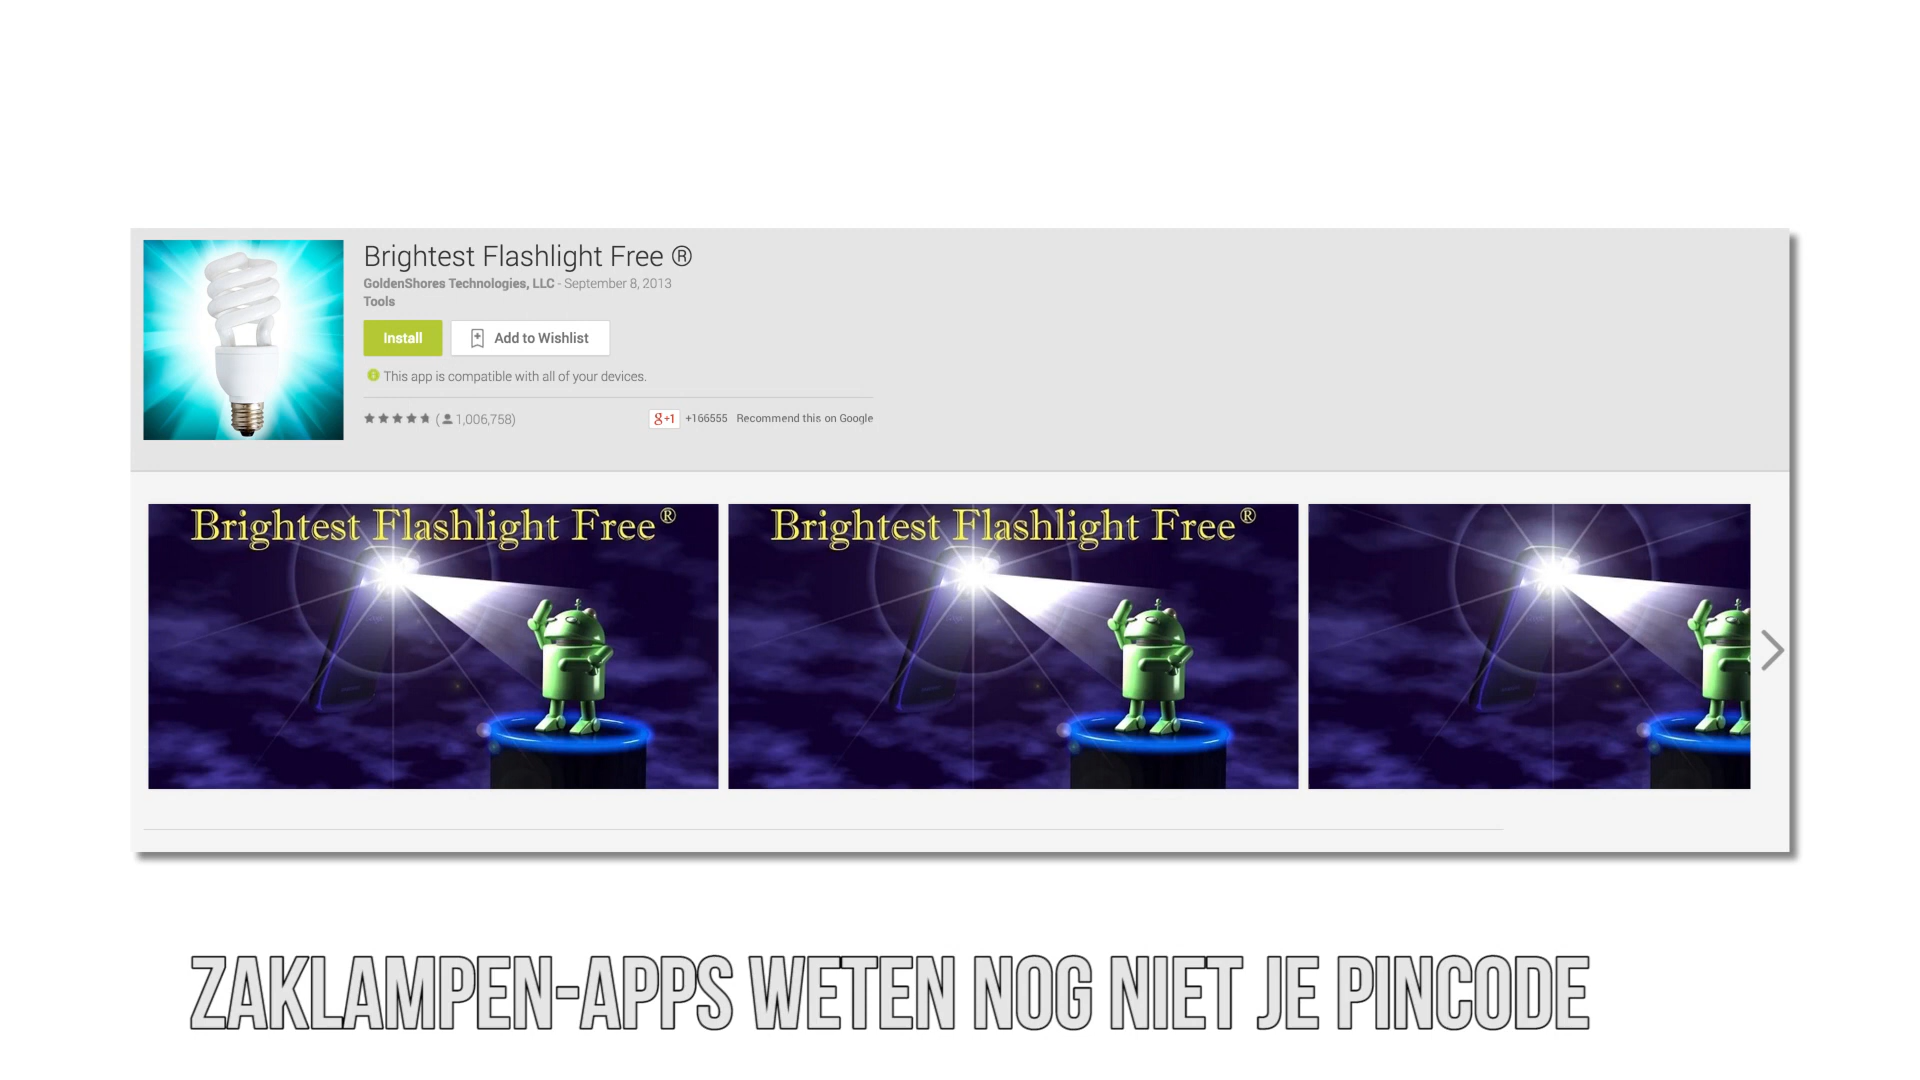 Brightest Flashlight Free ®
GoldenShores Technologies, LLC - September 8, 2013
Tools
Install
Add to Wishlist
This app is compatible with all of your devices.
(1,006,758)
g+1 +166555 Recommend this on Google
Brightest Flashlight Free®
Brightest Flashlight Free®
ZAKLAMPEN-APPS WETEN NOG NIET JE PINCODE